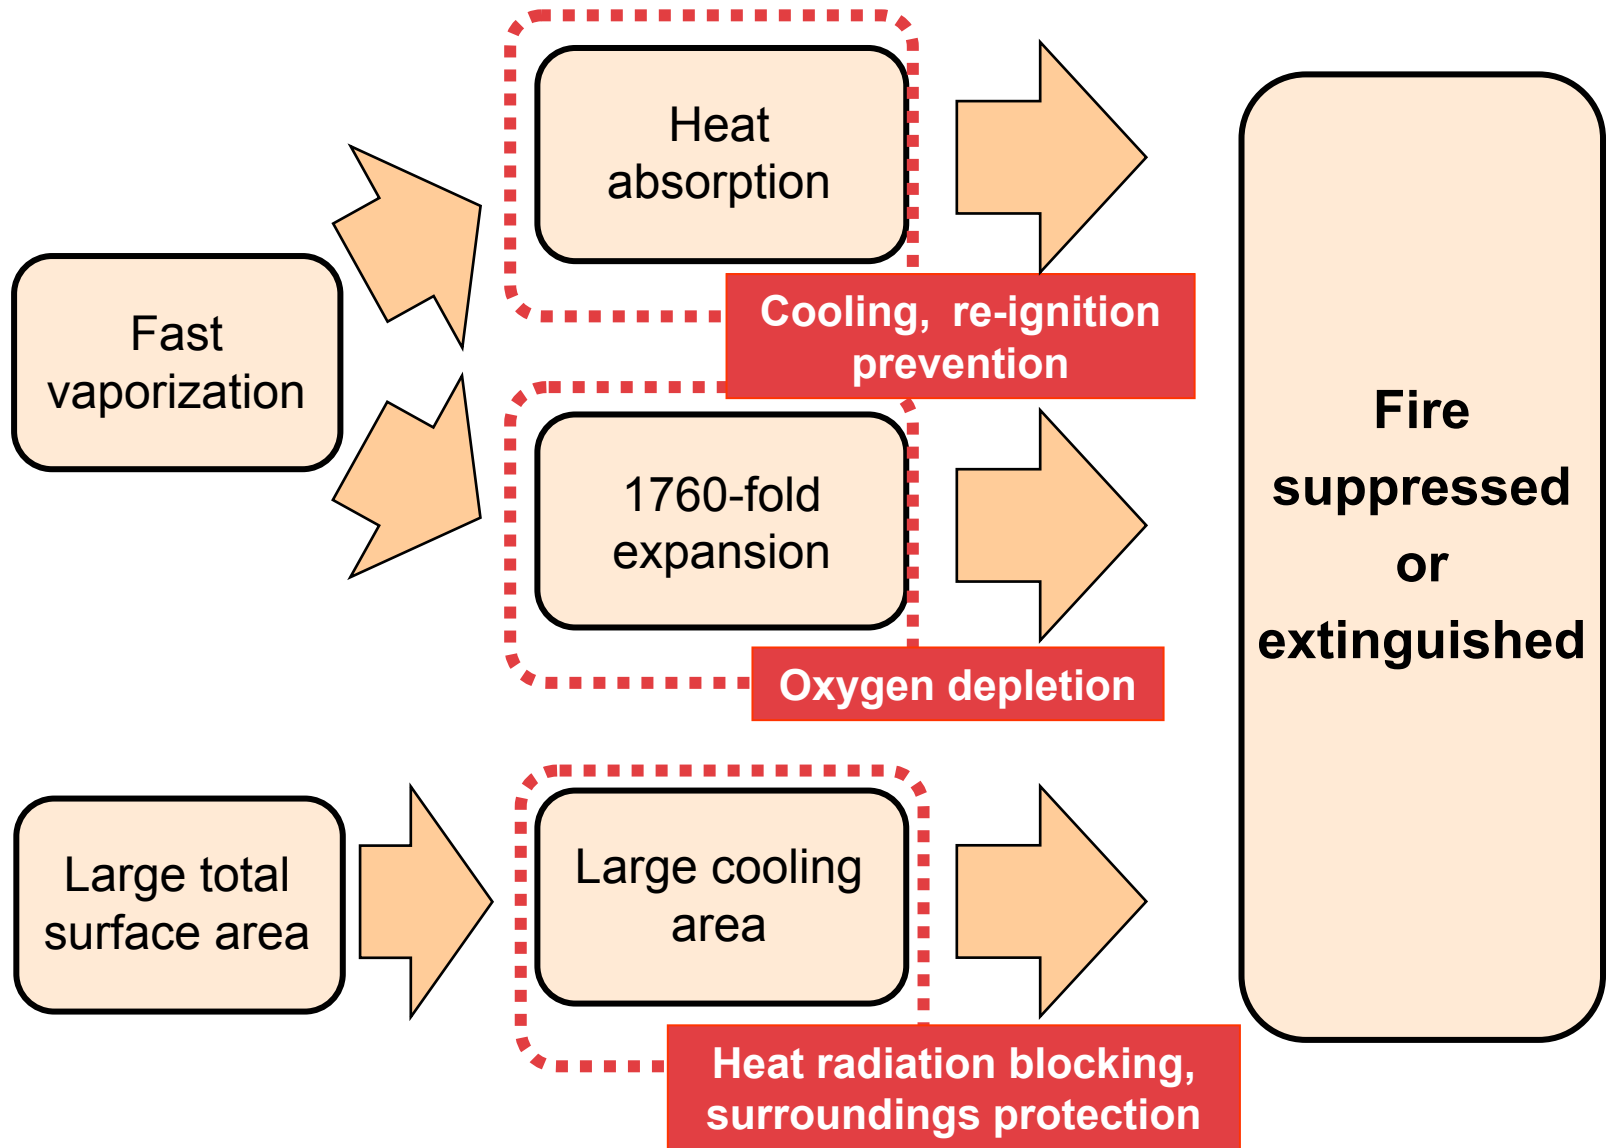 Heat
absorption
Cooling,  re-ignition
prevention
Fast
vaporization
1760-fold
expansion
Oxygen depletion
Large total
surface area
Large cooling
area
Heat radiation blocking,
surroundings protection
Fire
suppressed
or
extinguished